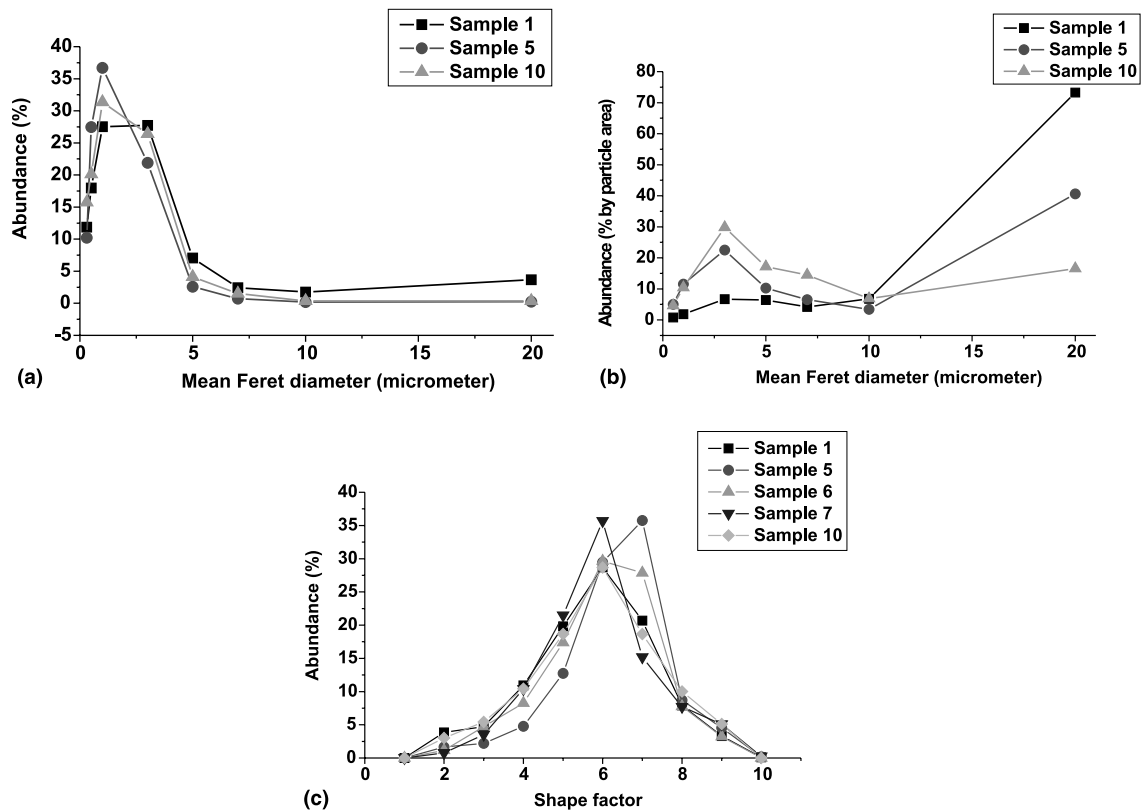 Sample 1
Sample 5
Sample 10
40
35
30
25
20
15
10
5
0
-5
Abundance (%)
0 5 10 15 20
(a)
Mean Feret diameter (micrometer)
Sample 1
Sample 5
Sample 10
80
70
60
50
40
30
20
10
0
Abundance (% by particle area)
0 5 10 15 20
(b)
Mean Feret diameter (micrometer)
Sample 1
Sample 5
Sample 6
Sample 7
Sample 10
40
35
30
25
20
15
10
5
0
Abundance (%)
0 2 4 6 8 10
(c)
Shape factor